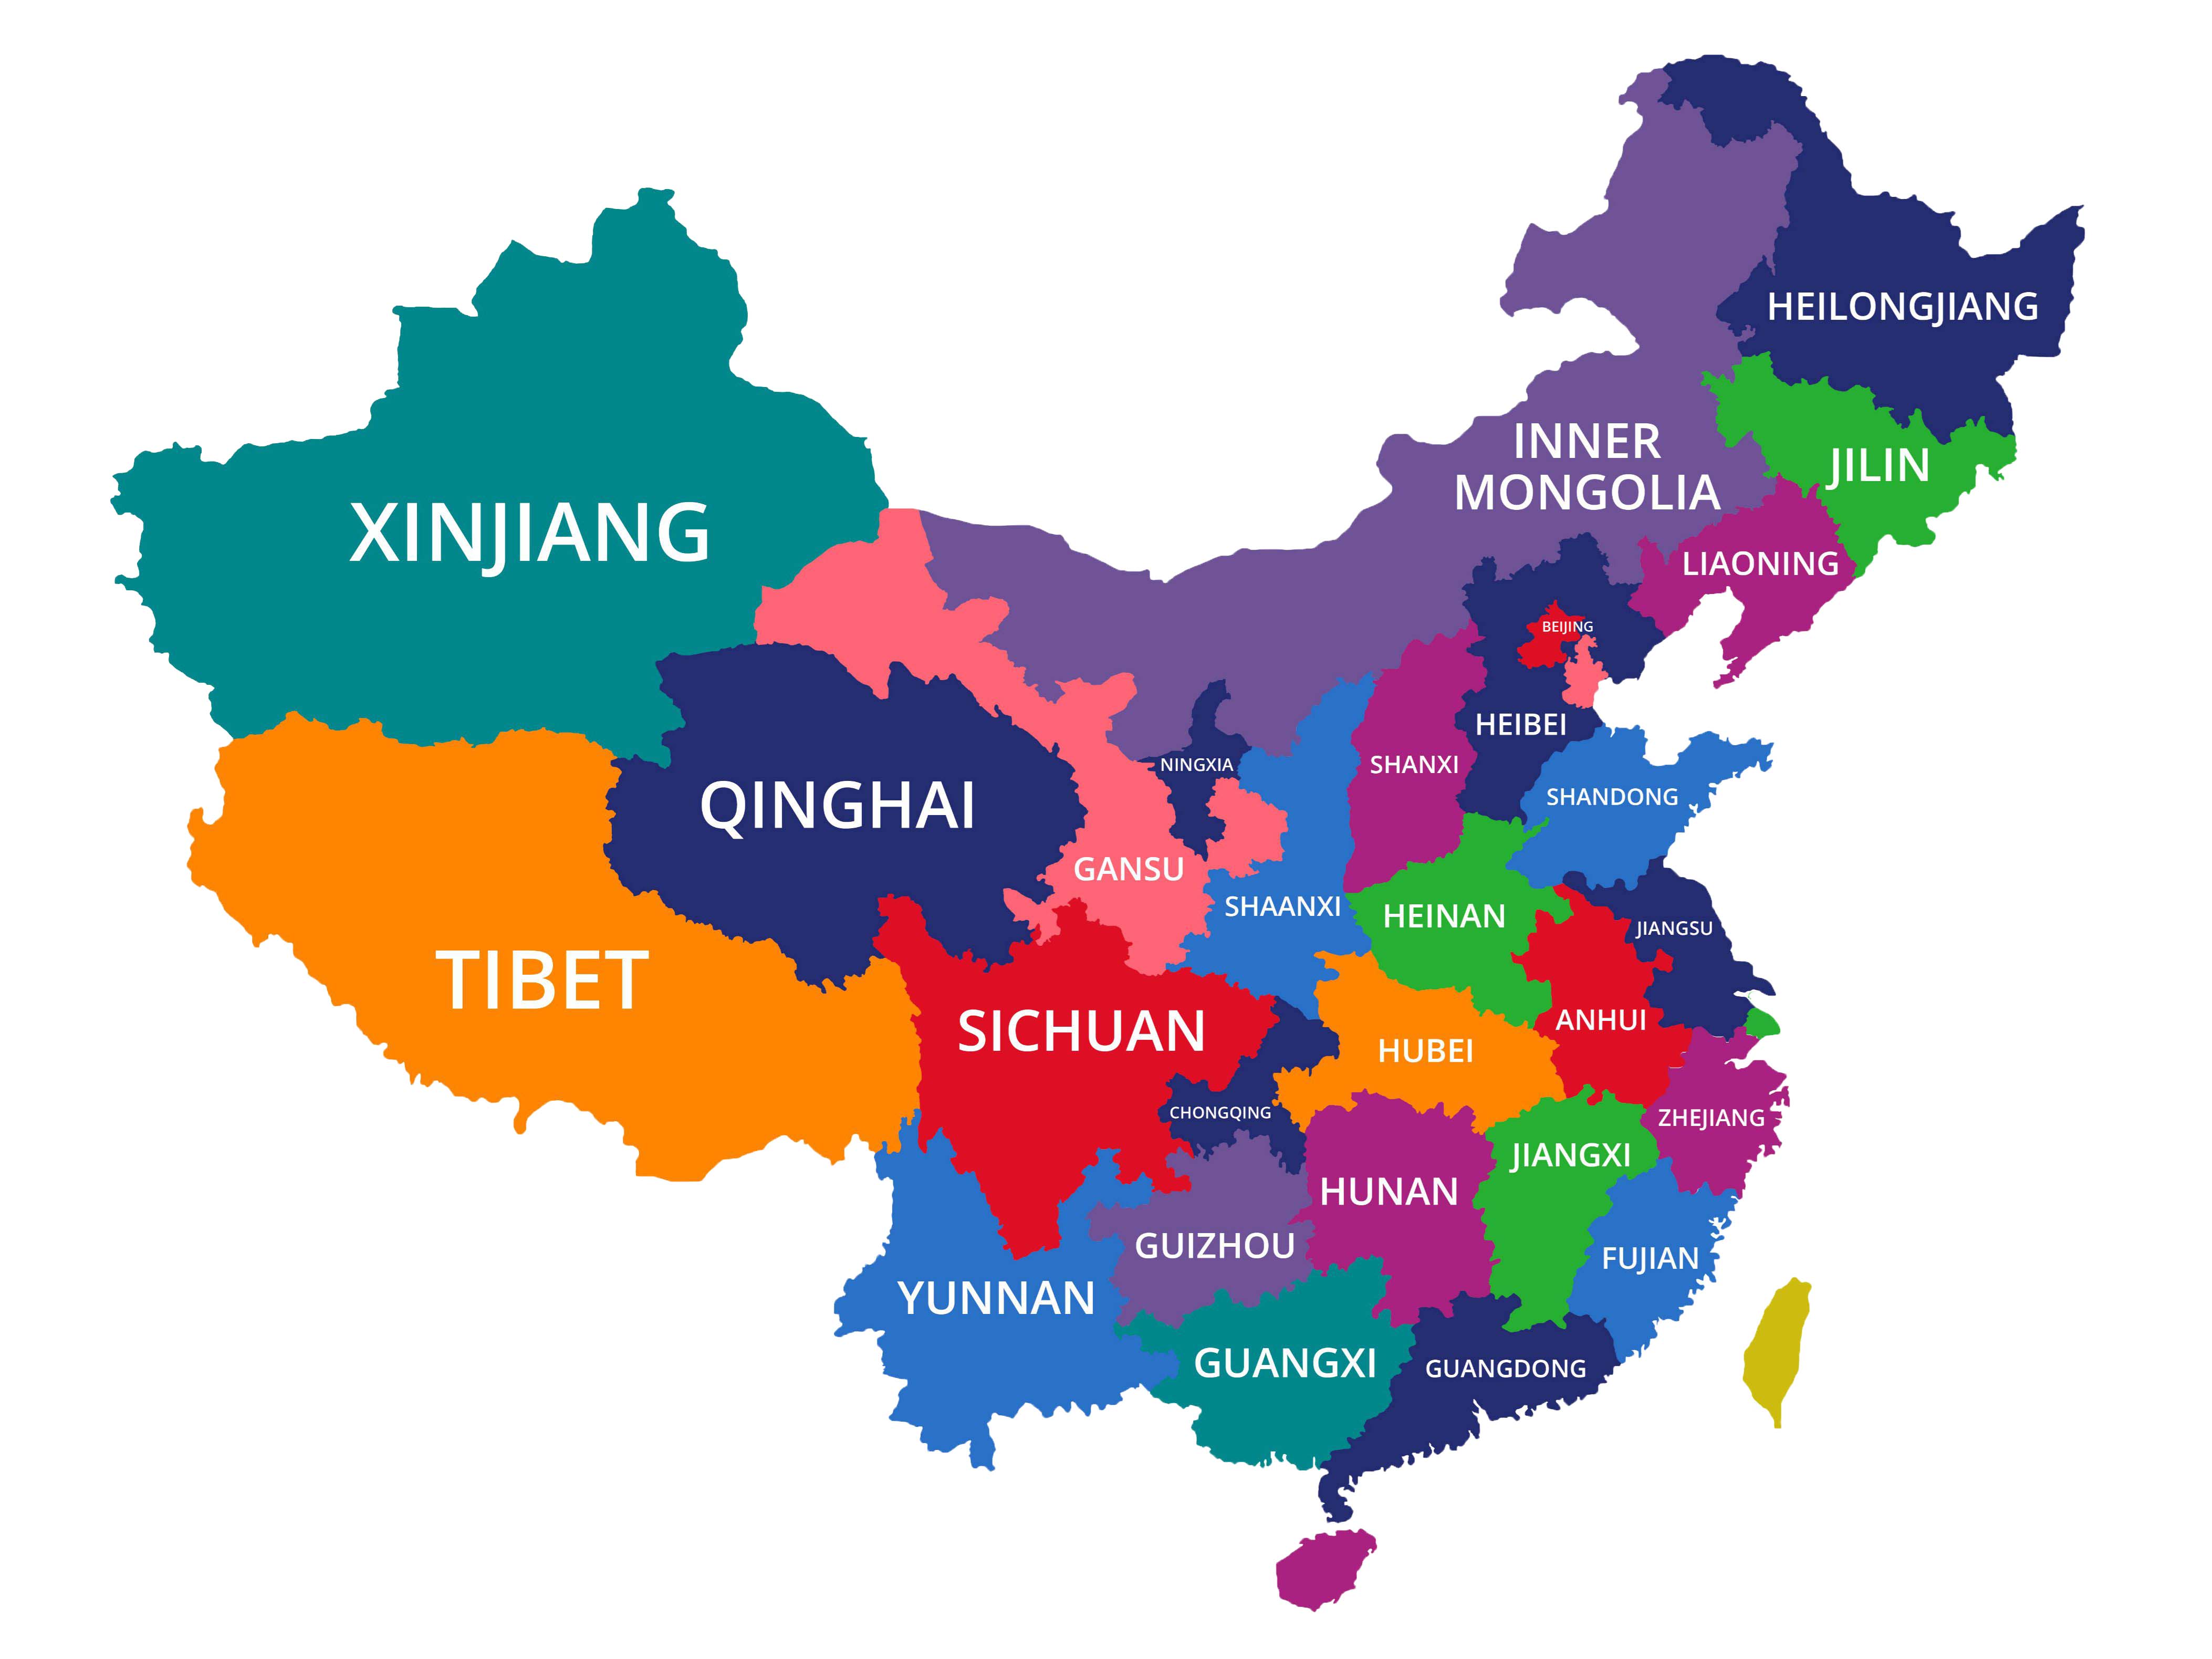 HEILONGJIANG
INNER
MONGOLIA
JILIN
XINJIANG
LIAONING
BEIJING
HEIBEI
NINGXIA
SHANXI
SHANDONG
QINGHAI
GANSU
SHAANXI
HEINAN
JIANGSU
TIBET
SICHUAN
ANHUI
HUBEI
CHONGQING
ZHEJIANG
JIANGXI
HUNAN
GUIZHOU
FUJIAN
YUNNAN
GUANGXI
GUANGDONG